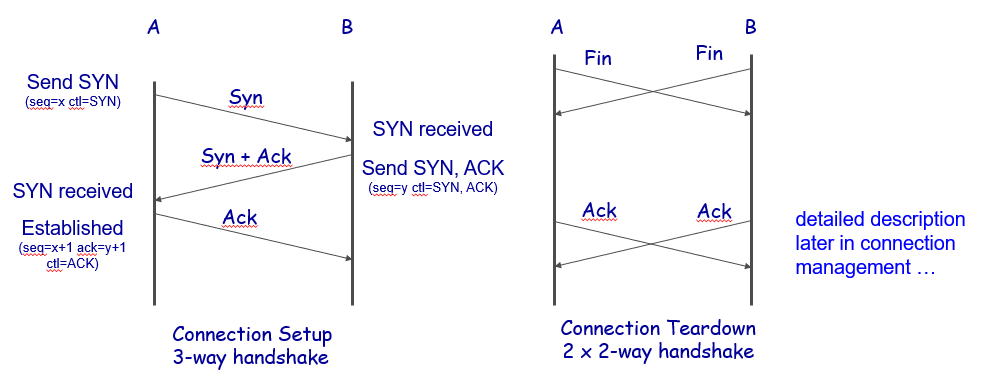 A
B
Send SYN
(seq=x ctl=SYN)
Syn
SYN received
Syn + Ack
Send SYN, ACK
(seq=y ctl=SYN, ACK)
SYN received
Established
(seq=x+1 ack=y+1
ctl=ACK)
Ack
Connection Setup
3-way handshake
A
B
Fin
Fin
Ack
Ack
Connection Teardown
2 x 2-way handshake
detailed description
later in connection
management …